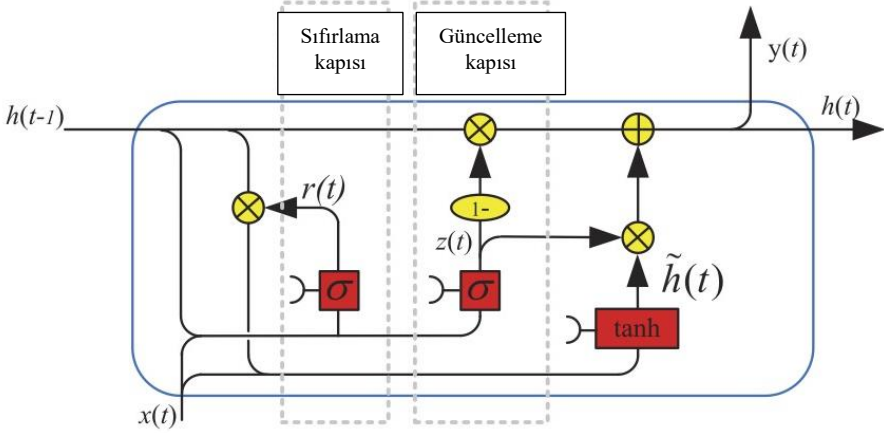 Sıfırlama
kapısı
Güncelleme
kapısı
y(t)
h(t-1)
h(t)
r(t)
1-
z(t)
h̃(t)
σ
σ
tanh
x(t)